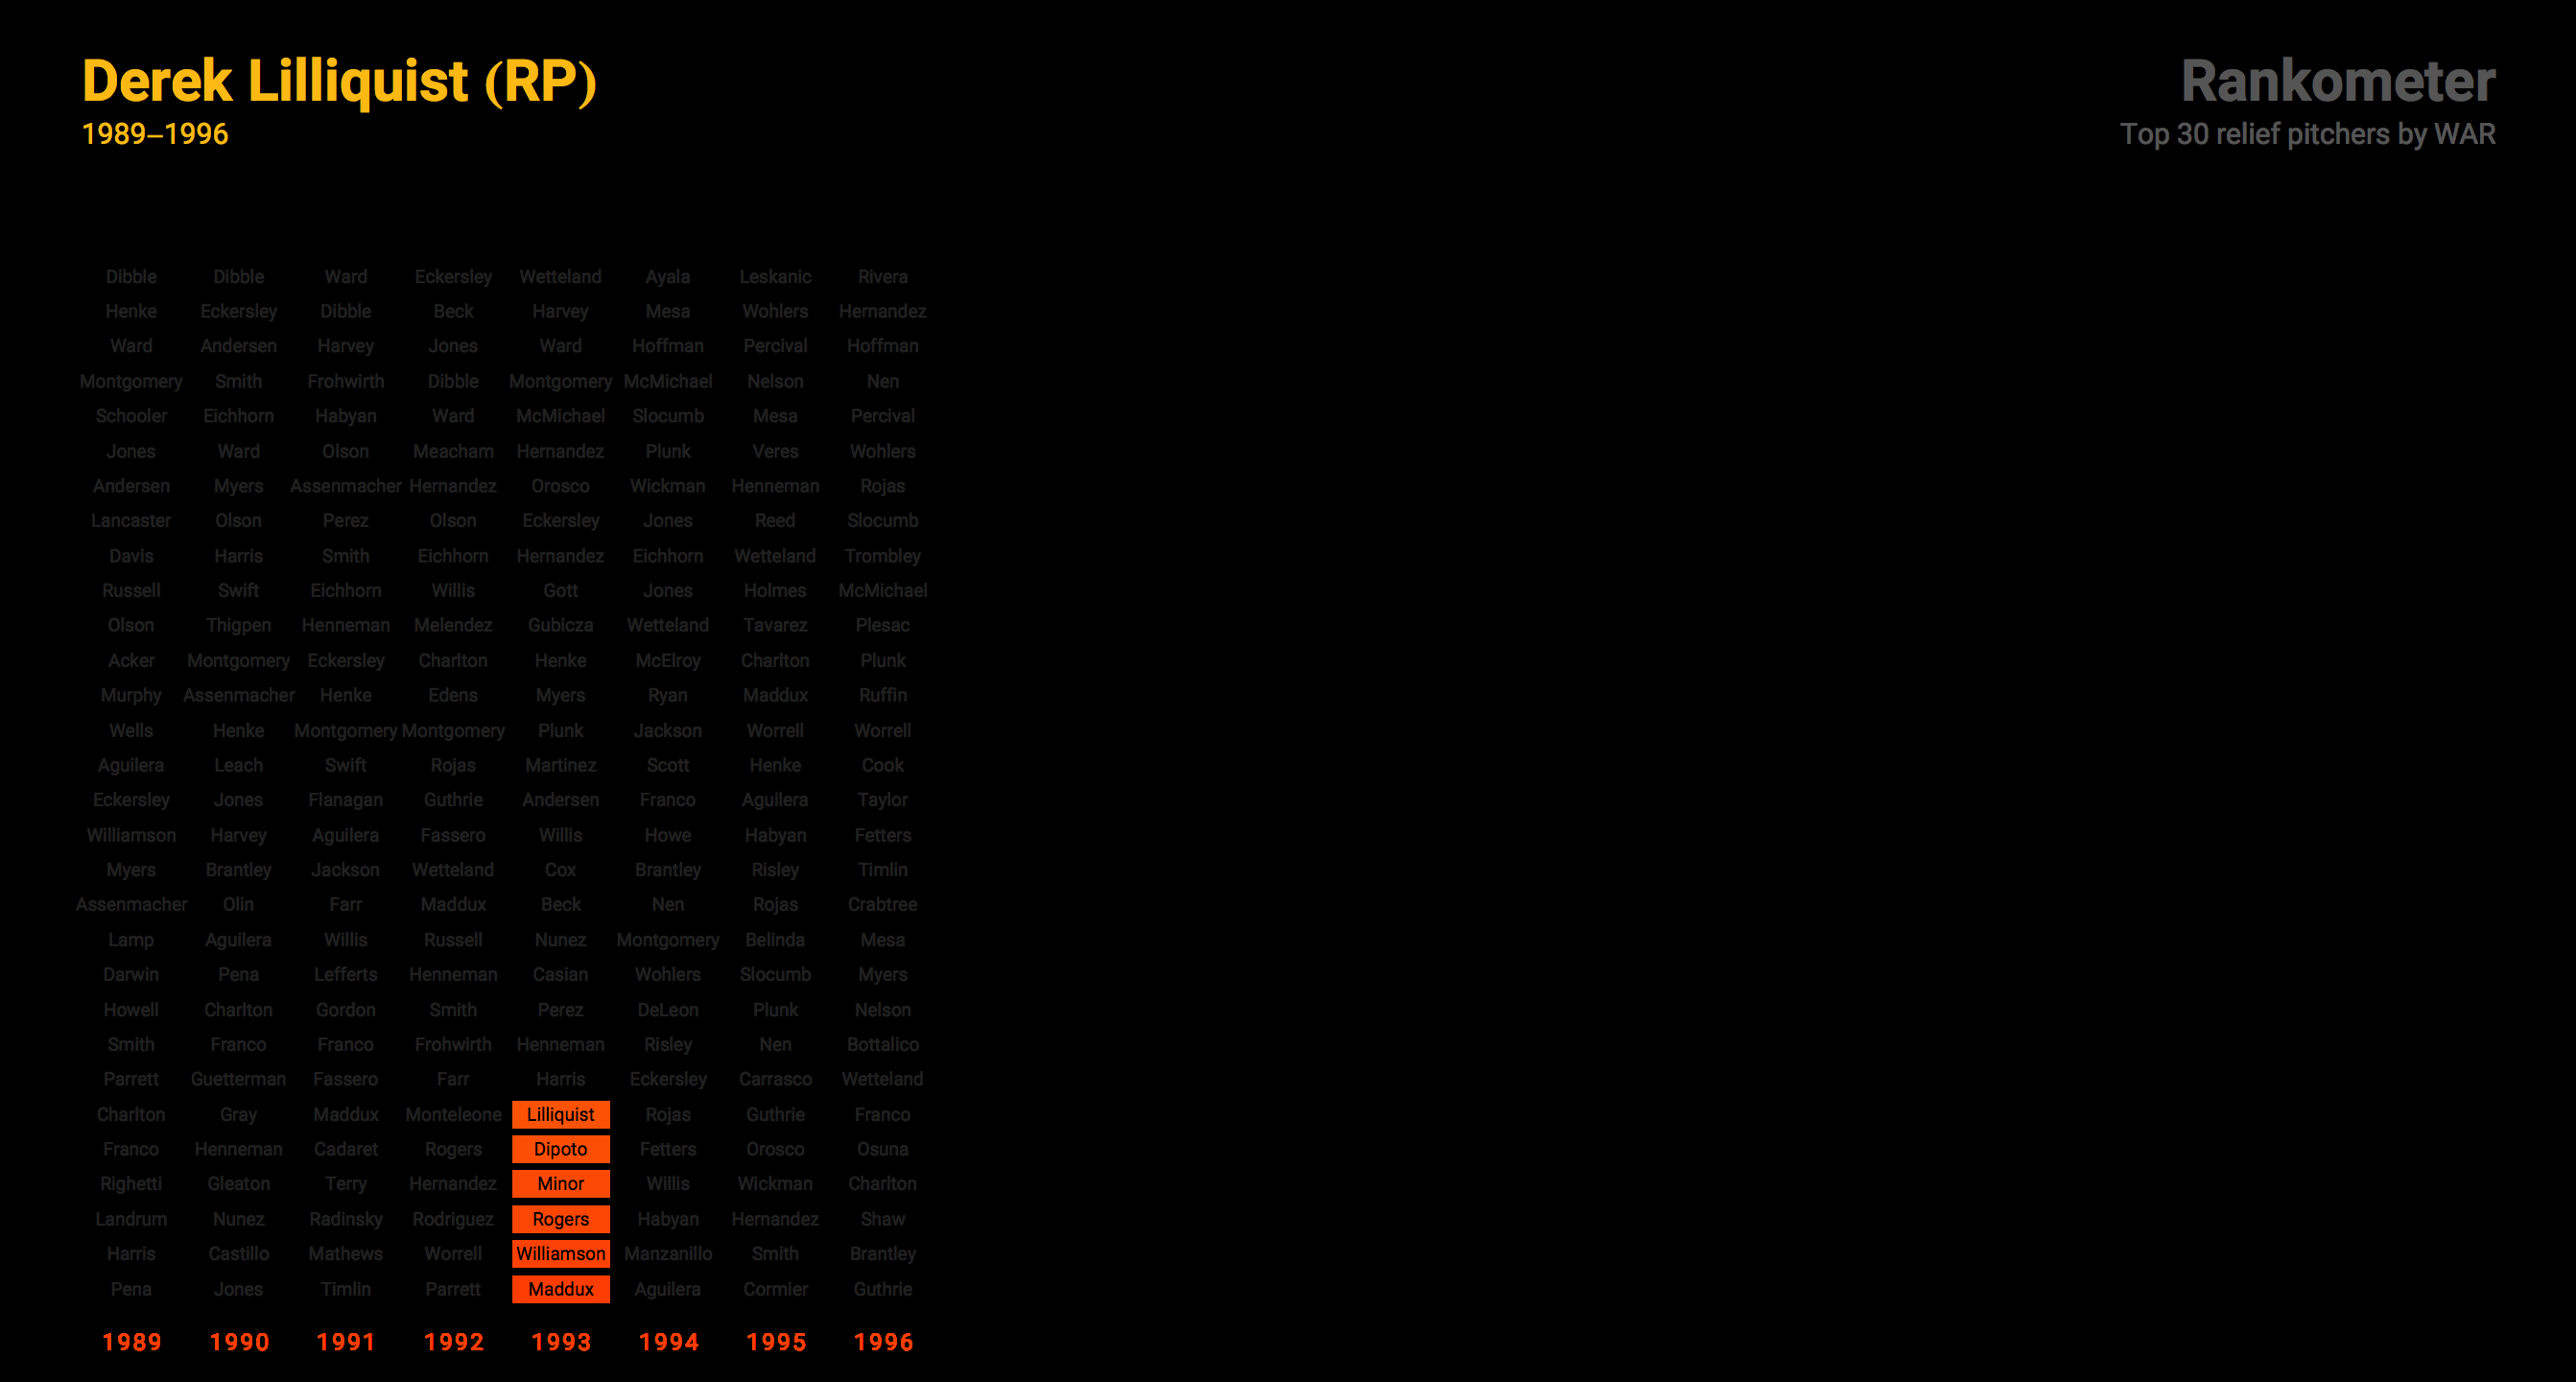 Derek Lilliquist (RP)
1989–1996
Rankometer
Top 30 relief pitchers by WAR
Dibble Dibble Ward Eckersley Wetteland Ayala Leskanic Rivera
Henke Eckersley Dibble Beck Harvey Mesa Wohlers Hernandez
Ward Andersen Harvey Jones Ward Hoffman Percival Hoffman
Montgomery Smith Frohwirth Dibble Montgomery McMichael Nelson Nen
Schooler Eichhorn Habyan Ward McMichael Slocumb Mesa Percival
Jones Ward Olson Meacham Hernandez Plunk Veres Wohlers
Andersen Myers Assenmacher Hernandez Orosco Wickman Henneman Rojas
Lancaster Olson Perez Olson Eckersley Jones Reed Slocumb
Davis Harris Smith Eichhorn Hernandez Eichhorn Wetteland Trombley
Russell Swift Eichhorn Willis Gott Jones Holmes McMichael
Olson Thigpen Henneman Melendez Gubicza Wetteland Tavarez Plesac
Acker Montgomery Eckersley Charlton Henke McElroy Charlton Plunk
Murphy Assenmacher Henke Edens Myers Ryan Maddux Ruffin
Wells Henke Montgomery Montgomery Plunk Jackson Worrell Worrell
Aguilera Leach Swift Rojas Martinez Scott Henke Cook
Eckersley Jones Flanagan Guthrie Andersen Franco Aguilera Taylor
Williamson Harvey Aguilera Fassero Willis Howe Habyan Fetters
Myers Brantley Jackson Wetteland Cox Brantley Risley Timlin
Assenmacher Olin Farr Maddux Beck Nen Rojas Crabtree
Lamp Aguilera Willis Russell Nunez Montgomery Belinda Mesa
Darwin Pena Lefferts Henneman Casian Wohlers Slocumb Myers
Howell Charlton Gordon Smith Perez DeLeon Plunk Nelson
Smith Franco Franco Frohwirth Henneman Risley Nen Bottalico
Parrett Guetterman Fassero Farr Harris Eckersley Carrasco Wetteland
Charlton Gray Maddux Monteleone Lilliquist Rojas Guthrie Franco
Franco Henneman Cadaret Rogers Dipoto Fetters Orosco Osuna
Righetti Gleaton Terry Hernandez Minor Willis Wickman Charlton
Landrum Nunez Radinsky Rodriguez Rogers Habyan Hernandez Shaw
Harris Castillo Mathews Worrell Williamson Manzanillo Smith Brantley
Pena Jones Timlin Parrett Maddux Aguilera Cormier Guthrie
1989 1990 1991 1992 1993 1994 1995 1996